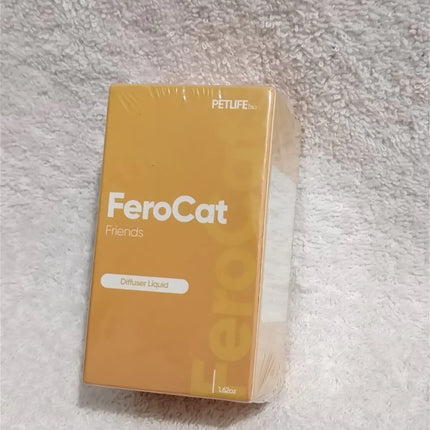 PETLIFE
FeroCat
Friends
Diffuser Liquid
FeroCat
1.62oz